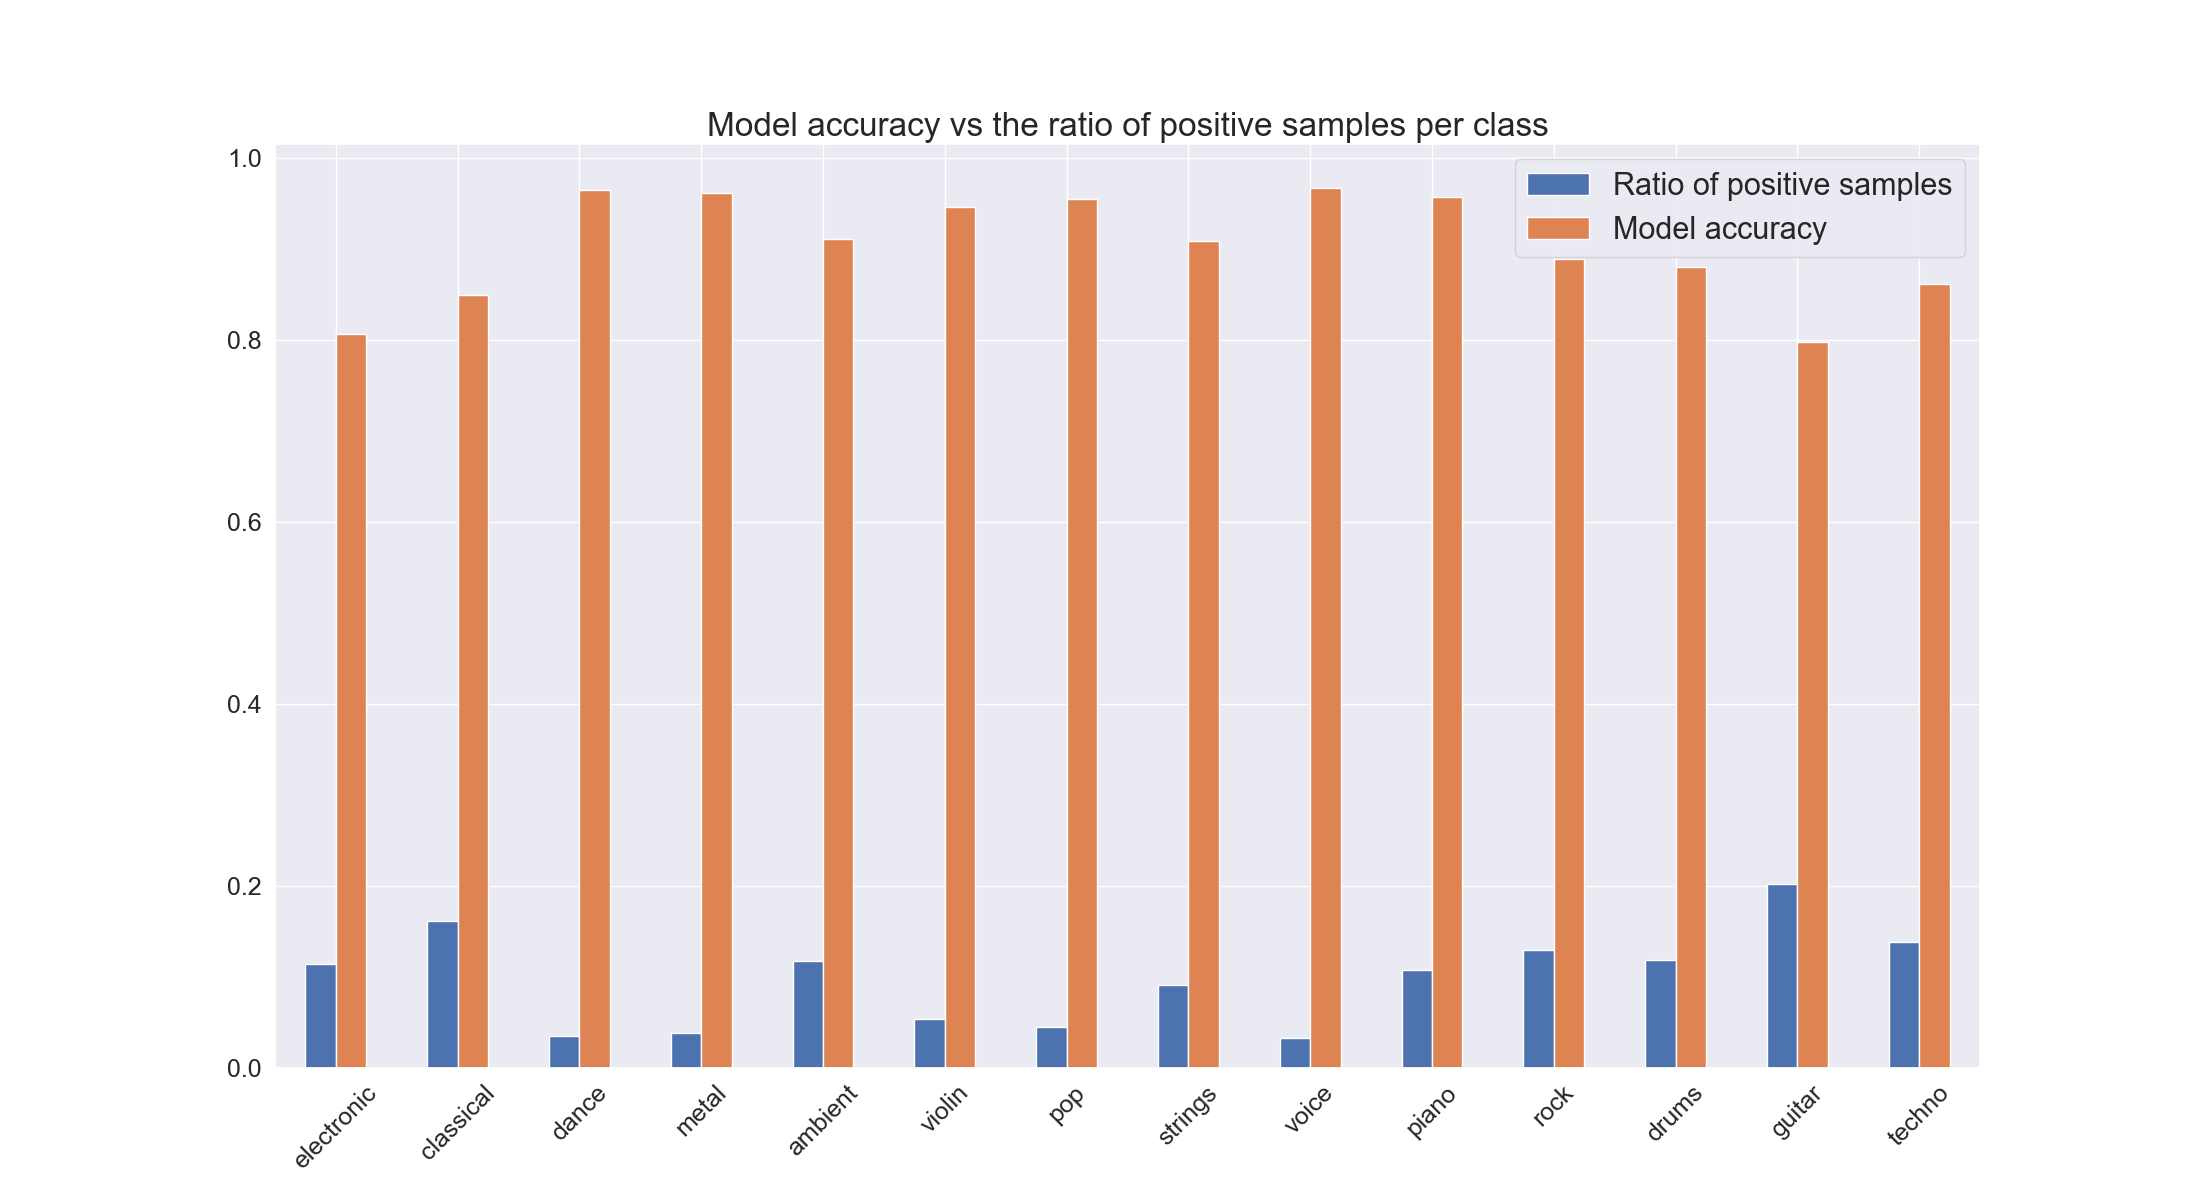 Model accuracy vs the ratio of positive samples per class
Ratio of positive samples
Model accuracy
1.0
0.8
0.6
0.4
0.2
0.0
electronic
classical
dance
metal
ambient
violin
pop
strings
voice
piano
rock
drums
guitar
techno